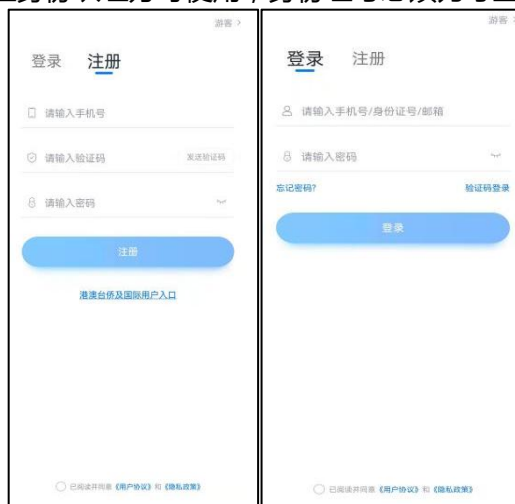 游客 >
登录 注册
请输入手机号
请输入验证码 发送验证码
请输入密码
注册
港澳台侨及国际用户入口
已阅读并同意《用户协议》和《隐私政策》
游客
登录 注册
请输入手机号/身份证号/邮箱
请输入密码
忘记密码? 验证码登录
登录
已阅读并同意《用户协议》和《隐私政策》